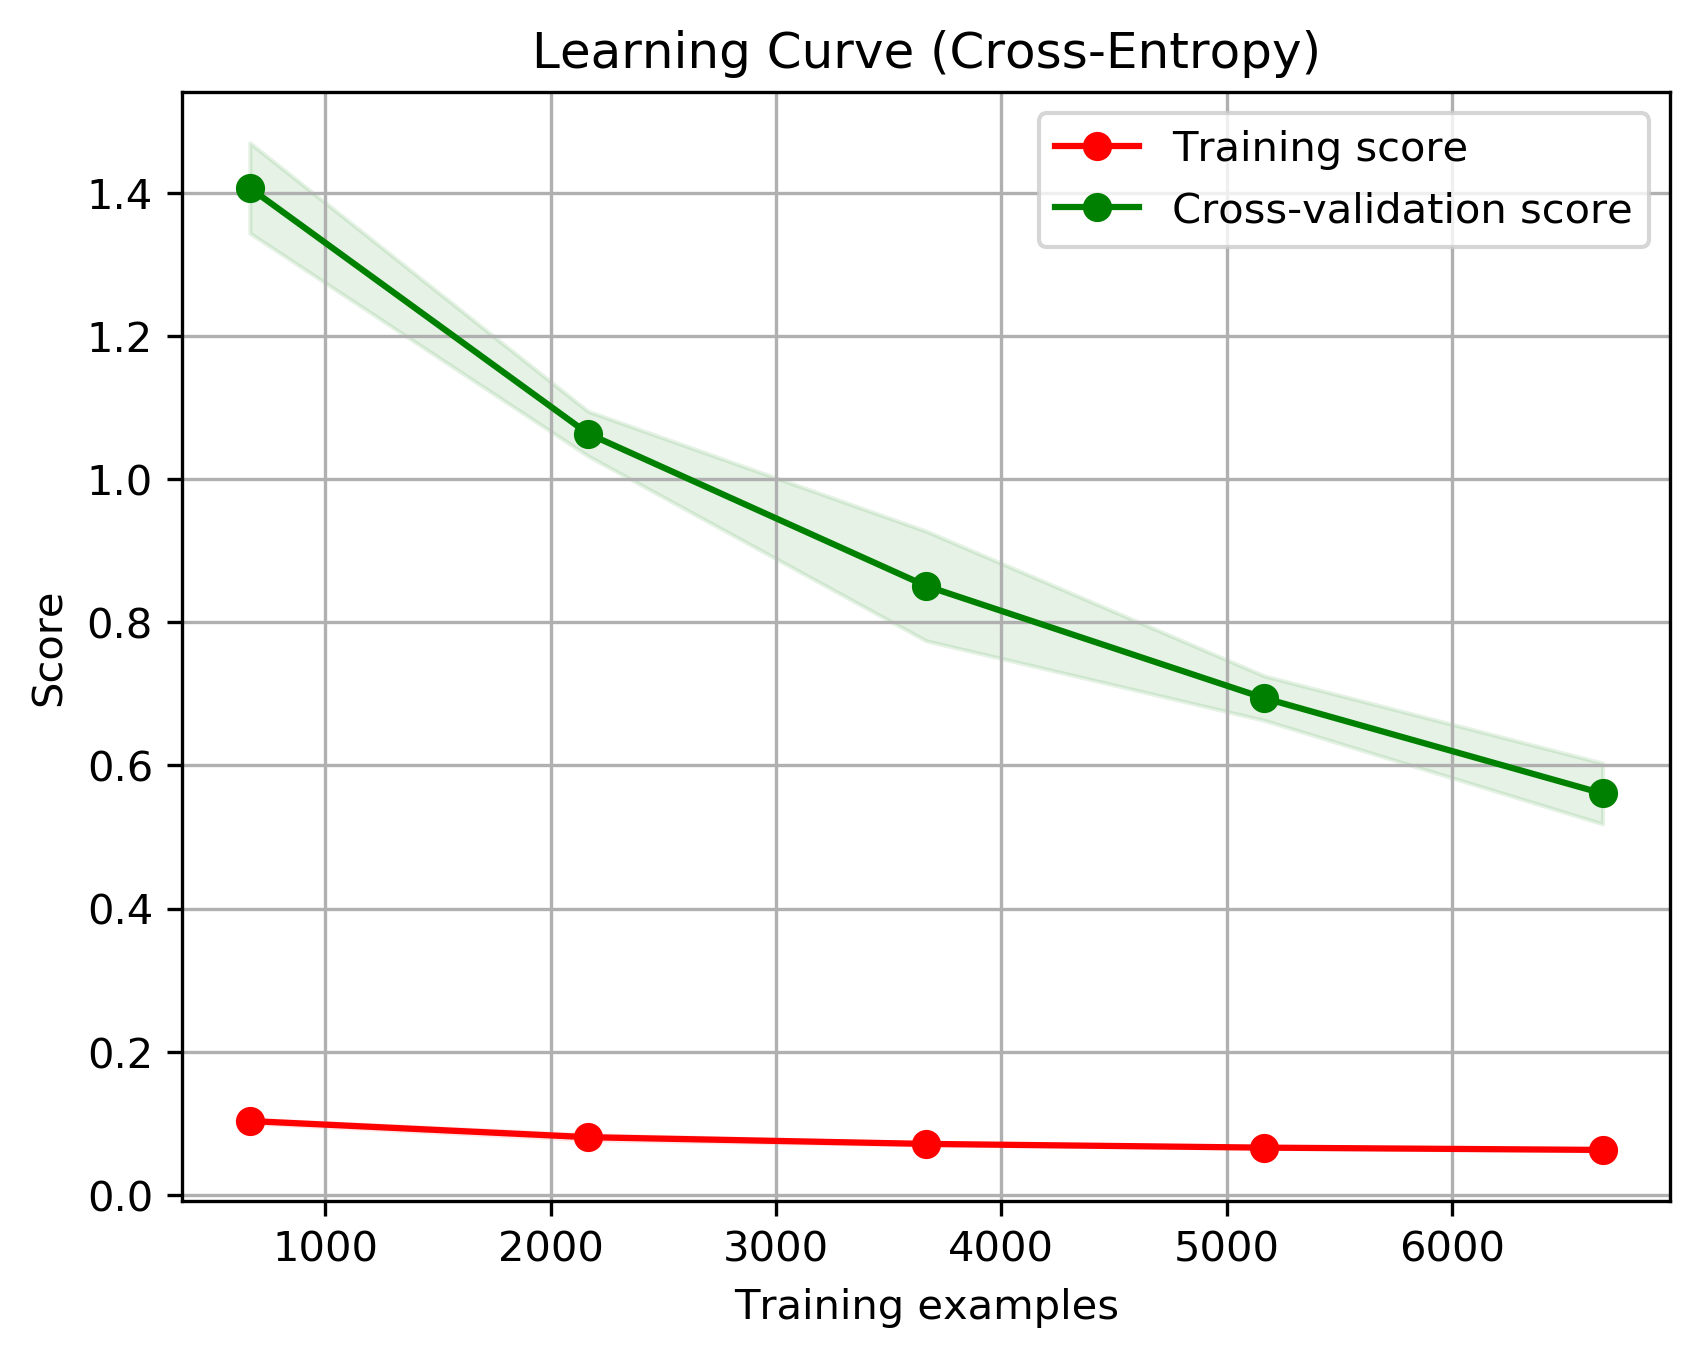 Learning Curve (Cross-Entropy)
Training score
Cross-validation score
1.4
1.2
1.0
0.8
0.6
0.4
0.2
0.0
Score
1000 2000 3000 4000 5000 6000
Training examples